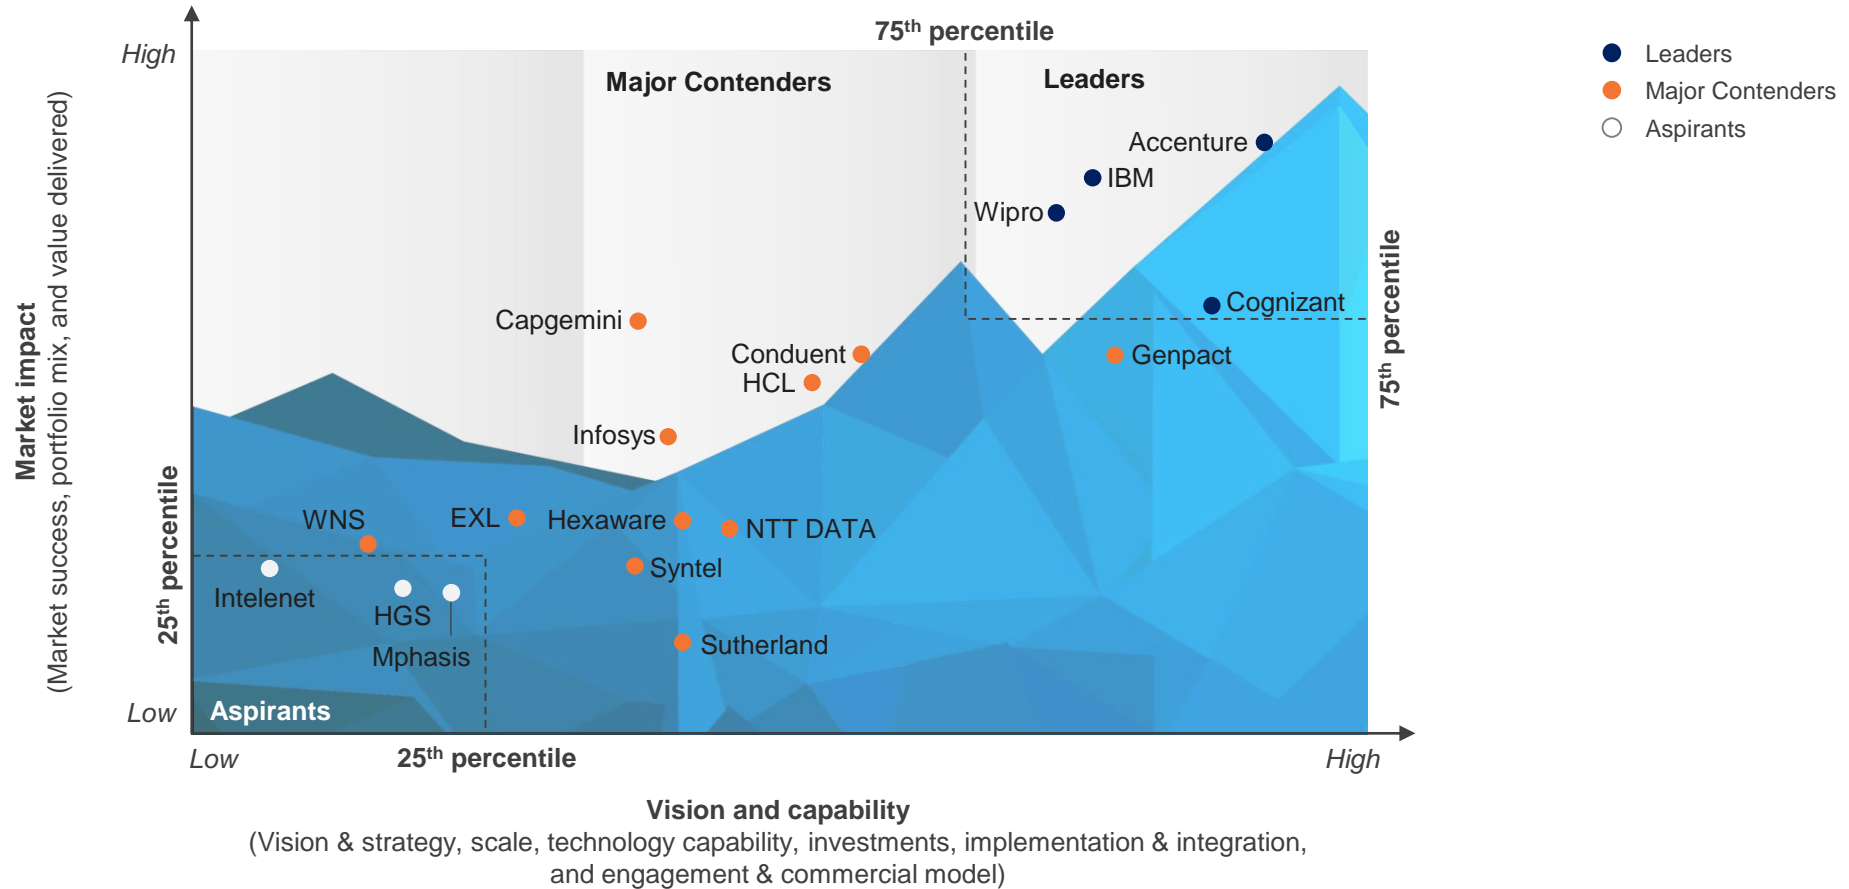 75th percentile
High
Major Contenders
Leaders
Leaders
Major Contenders
Aspirants
Accenture
IBM
Wipro
Cognizant
Capgemini
Conduent
Genpact
HCL
Infosys
WNS
EXL
Hexaware
NTT DATA
Syntel
Intelenet
HGS
Mphasis
Sutherland
Aspirants
Market impact
(Market success, portfolio mix, and value delivered)
25th percentile
75th percentile
Low
Low
25th percentile
High
Vision and capability
(Vision & strategy, scale, technology capability, investments, implementation & integration,
and engagement & commercial model)